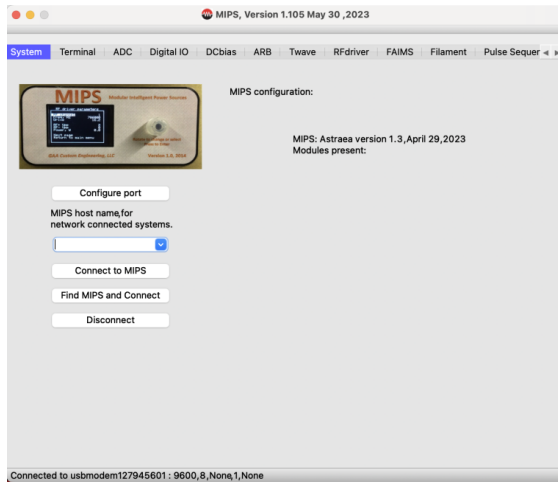 MIPS, Version 1.105 May 30 ,2023
System Terminal ADC Digital IO DCbias ARB Twave RFdriver FAIMS Filament Pulse Sequer
MIPS Modular Intelligent Power Sources
RF driver parameters
GAA Custom Engineering, LLC Version 1.0, 2014
MIPS configuration:
MIPS: Astraea version 1.3,April 29,2023
Modules present:
Configure port
MIPS host name,for
network connected systems.
Connect to MIPS
Find MIPS and Connect
Disconnect
Connected to usbmodem127945601 : 9600,8,None,1,None